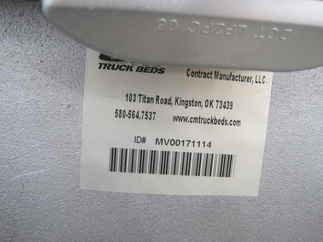 TRUCK BEDS
Contract Manufacturer, LLC
103 Titan Road, Kingston, OK 73439
580-564.7537 www.cmtruckbeds.com
ID# MV00171114